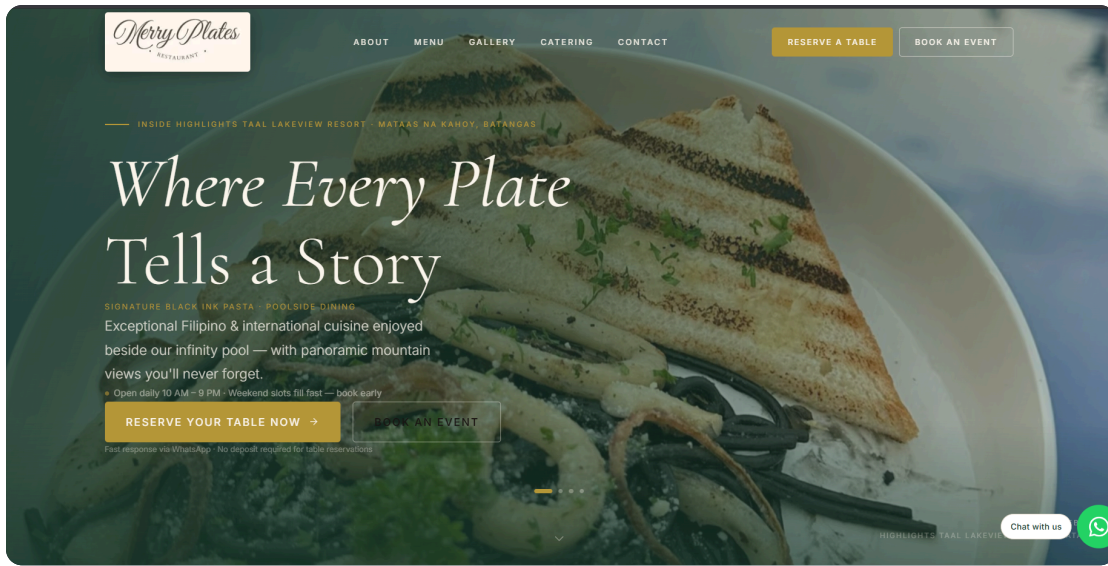 Merry Plates
RESTAURANT
ABOUT MENU GALLERY CATERING CONTACT
RESERVE A TABLE
BOOK AN EVENT
INSIDE HIGHLIGHTS TAAL LAKEVIEW RESORT · MATAAS NA KAHOY, BATANGAS
Where Every Plate
Tells a Story
SIGNATURE BLACK INK PASTA · POOLSIDE DINING
Exceptional Filipino & international cuisine enjoyed
beside our infinity pool — with panoramic mountain
views you'll never forget.
Open daily 10 AM – 9 PM · Weekend slots fill fast — book early
RESERVE YOUR TABLE NOW →
BOOK AN EVENT
Fast response via WhatsApp · No deposit required for table reservations
Chat with us
HIGHLIGHTS TAAL